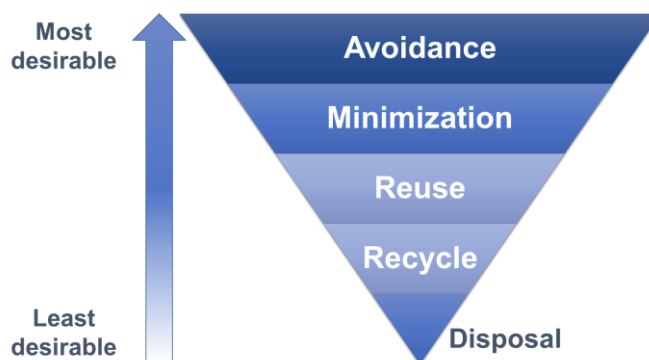 Most
desirable
Avoidance
Minimization
Reuse
Recycle
Least
desirable
Disposal